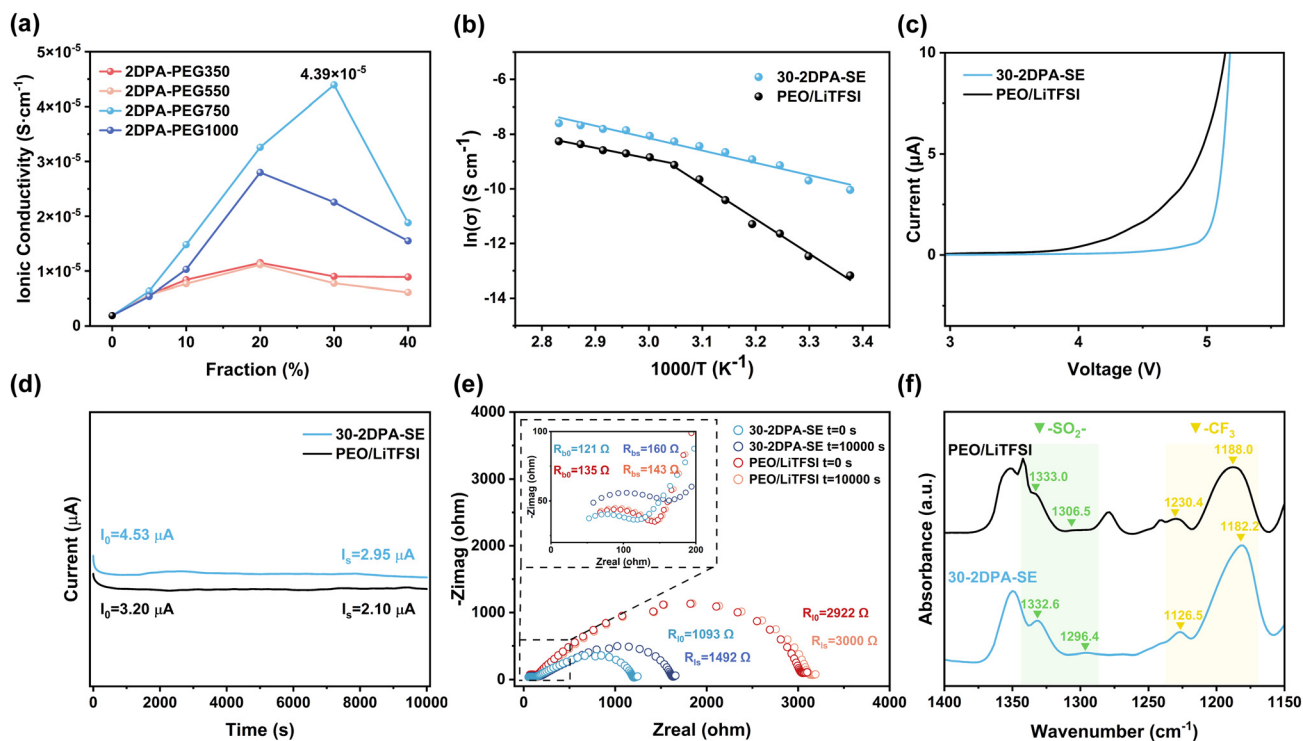 (a)
5×10⁻⁵
4×10⁻⁵
3×10⁻⁵
2×10⁻⁵
1×10⁻⁵
0
Ionic Conductivity (S·cm⁻¹)
2DPA-PEG350
2DPA-PEG550
2DPA-PEG750
2DPA-PEG1000
4.39×10⁻⁵
0 10 20 30 40
Fraction (%)
(b)
-6
-8
-10
-12
-14
ln(σ) (S cm⁻¹)
30-2DPA-SE
PEO/LiTFSI
2.8 2.9 3.0 3.1 3.2 3.3 3.4
1000/T (K⁻¹)
(c)
10
5
0
Current (μA)
30-2DPA-SE
PEO/LiTFSI
3 4 5
Voltage (V)
(d)
Current (μA)
30-2DPA-SE
PEO/LiTFSI
I₀=4.53 μA
Iₛ=2.95 μA
I₀=3.20 μA
Iₛ=2.10 μA
0 2000 4000 6000 8000 10000
Time (s)
(e)
4000
3000
2000
1000
0
-Zimag (ohm)
100
50
-Zimag (ohm)
R_b0=121 Ω R_bs=160 Ω
R_b0=135 Ω R_bs=143 Ω
0 100 200
Zreal (ohm)
30-2DPA-SE t=0 s
30-2DPA-SE t=10000 s
PEO/LiTFSI t=0 s
PEO/LiTFSI t=10000 s
R_I0=2922 Ω
R_I0=1093 Ω
R_Is=3000 Ω
R_Is=1492 Ω
0 1000 2000 3000 4000
Zreal (ohm)
(f)
Absorbance (a.u.)
-SO₂-
-CF₃
PEO/LiTFSI
1333.0
1306.5
1230.4
1188.0
30-2DPA-SE
1332.6
1296.4
1126.5
1182.2
1400 1350 1300 1250 1200 1150
Wavenumber (cm⁻¹)